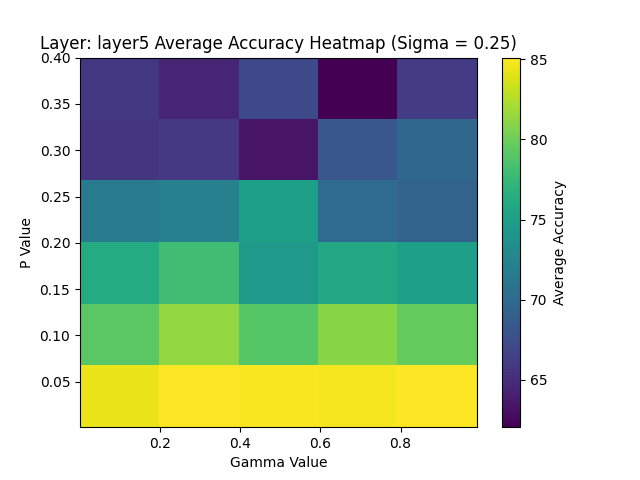 Layer: layer5 Average Accuracy Heatmap (Sigma = 0.25)
0.40
0.35
0.30
0.25
0.20
0.15
0.10
0.05
P Value
0.2 0.4 0.6 0.8
Gamma Value
85
80
75
70
65
Average Accuracy